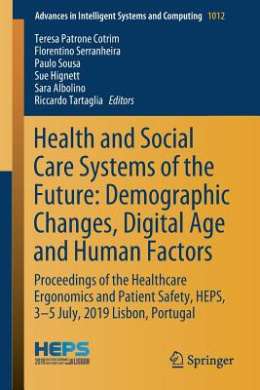 Advances in Intelligent Systems and Computing 1012
Teresa Patrone Cotrim
Florentino Serranheira
Paulo Sousa
Sue Hignett
Sara Albolino
Riccardo Tartaglia Editors
Health and Social
Care Systems of the
Future: Demographic
Changes, Digital Age
and Human Factors
Proceedings of the Healthcare
Ergonomics and Patient Safety, HEPS,
3–5 July, 2019 Lisbon, Portugal
HEPS
2019
LISBON
Springer